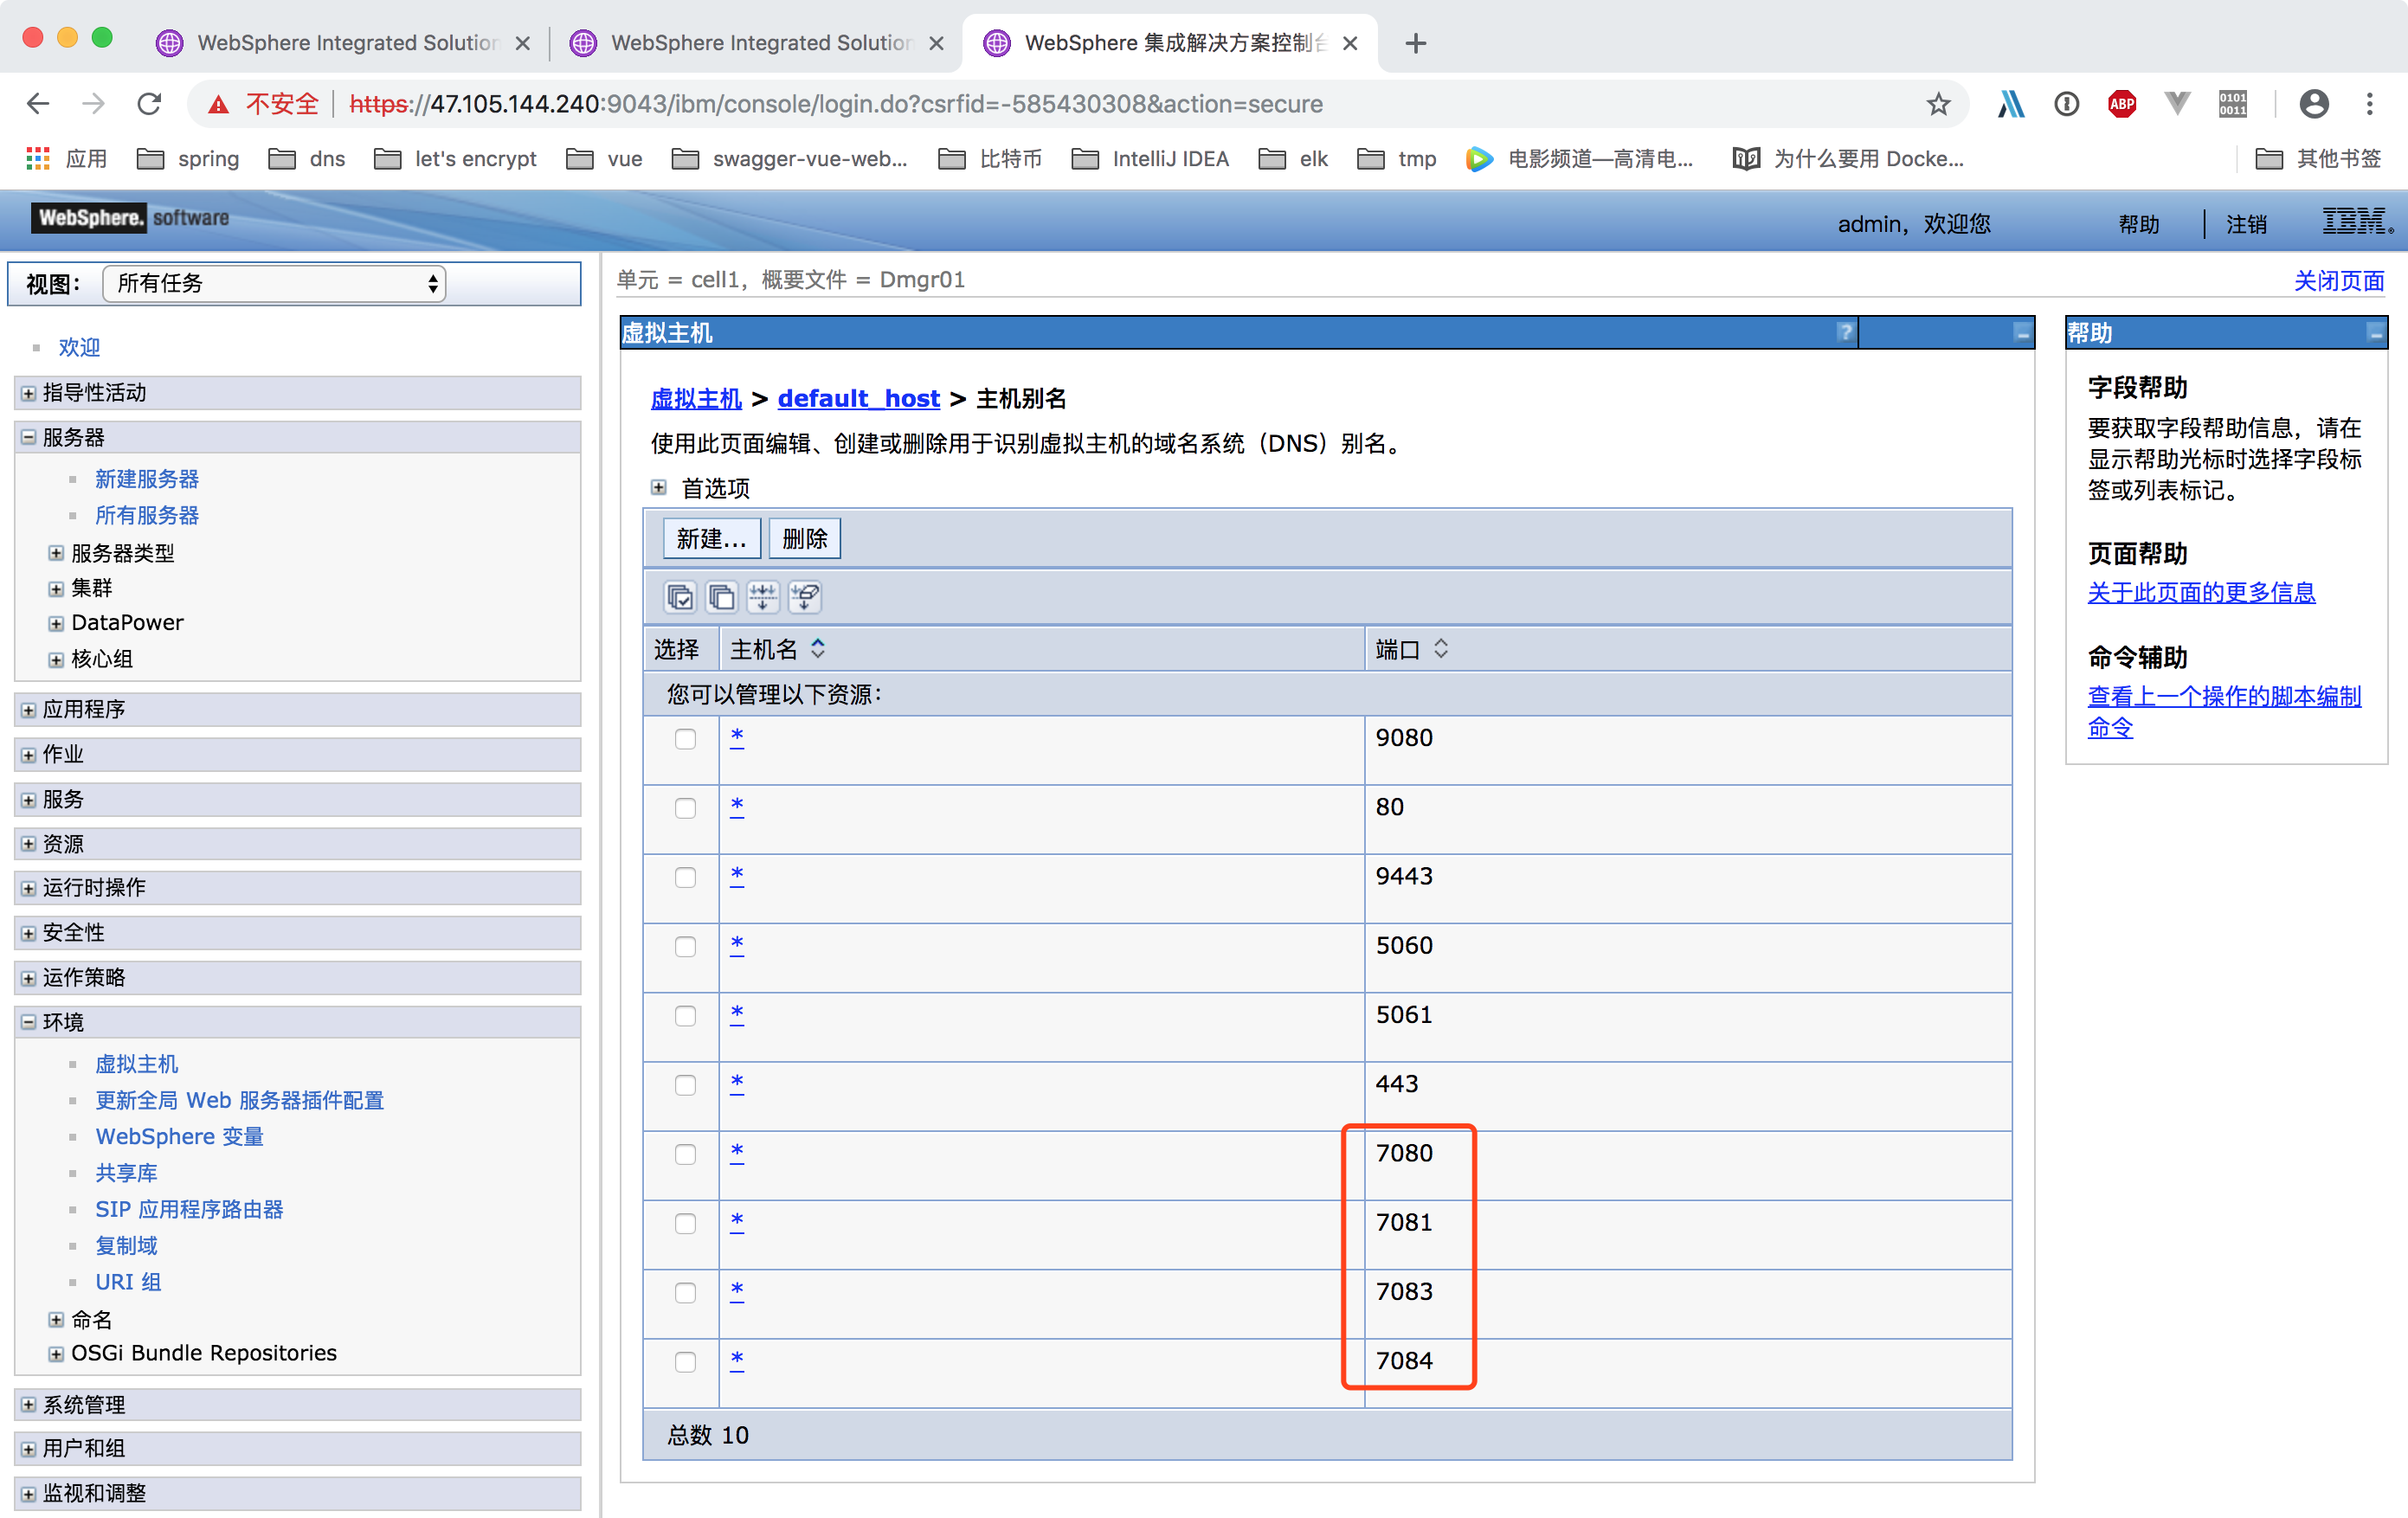 WebSphere Integrated Solution
WebSphere Integrated Solution
WebSphere 集成解决方案控制台
不安全
https://47.105.144.240:9043/ibm/console/login.do?csrfid=-585430308&action=secure
ABP
0101
0011
应用
spring
dns
let's encrypt
vue
swagger-vue-web...
比特币
IntelliJ IDEA
elk
tmp
电影频道—高清电...
为什么要用 Docke...
其他书签
WebSphere. software
admin，欢迎您
帮助
注销
IBM.
视图：
所有任务
欢迎
指导性活动
服务器
新建服务器
所有服务器
服务器类型
集群
DataPower
核心组
应用程序
作业
服务
资源
运行时操作
安全性
运作策略
环境
虚拟主机
更新全局 Web 服务器插件配置
WebSphere 变量
共享库
SIP 应用程序路由器
复制域
URI 组
命名
OSGi Bundle Repositories
系统管理
用户和组
监视和调整
单元 = cell1，概要文件 = Dmgr01
关闭页面
虚拟主机
?
虚拟主机 > default_host > 主机别名
使用此页面编辑、创建或删除用于识别虚拟主机的域名系统（DNS）别名。
首选项
新建...
删除
选择
主机名
端口
您可以管理以下资源：
* 9080
* 80
* 9443
* 5060
* 5061
* 443
* 7080
* 7081
* 7083
* 7084
总数 10
帮助
字段帮助
要获取字段帮助信息，请在
显示帮助光标时选择字段标
签或列表标记。
页面帮助
关于此页面的更多信息
命令辅助
查看上一个操作的脚本编制
命令